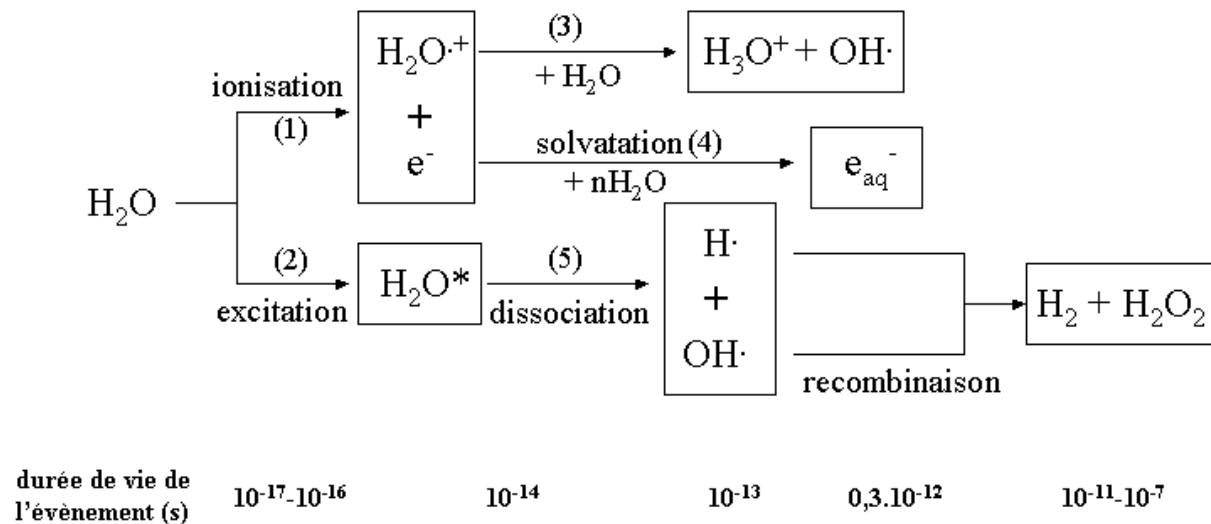 H₂O·⁺
+
e⁻
(3)
+ H₂O
H₃O⁺ + OH·
ionisation
(1)
solvatation (4)
+ nH₂O
eaq⁻
H₂O
(2)
excitation
H₂O*
(5)
dissociation
H·
+
OH·
recombinaison
H₂ + H₂O₂
durée de vie de
l'évènement (s)
10⁻¹⁷-10⁻¹⁶
10⁻¹⁴
10⁻¹³
0,3.10⁻¹²
10⁻¹¹-10⁻⁷